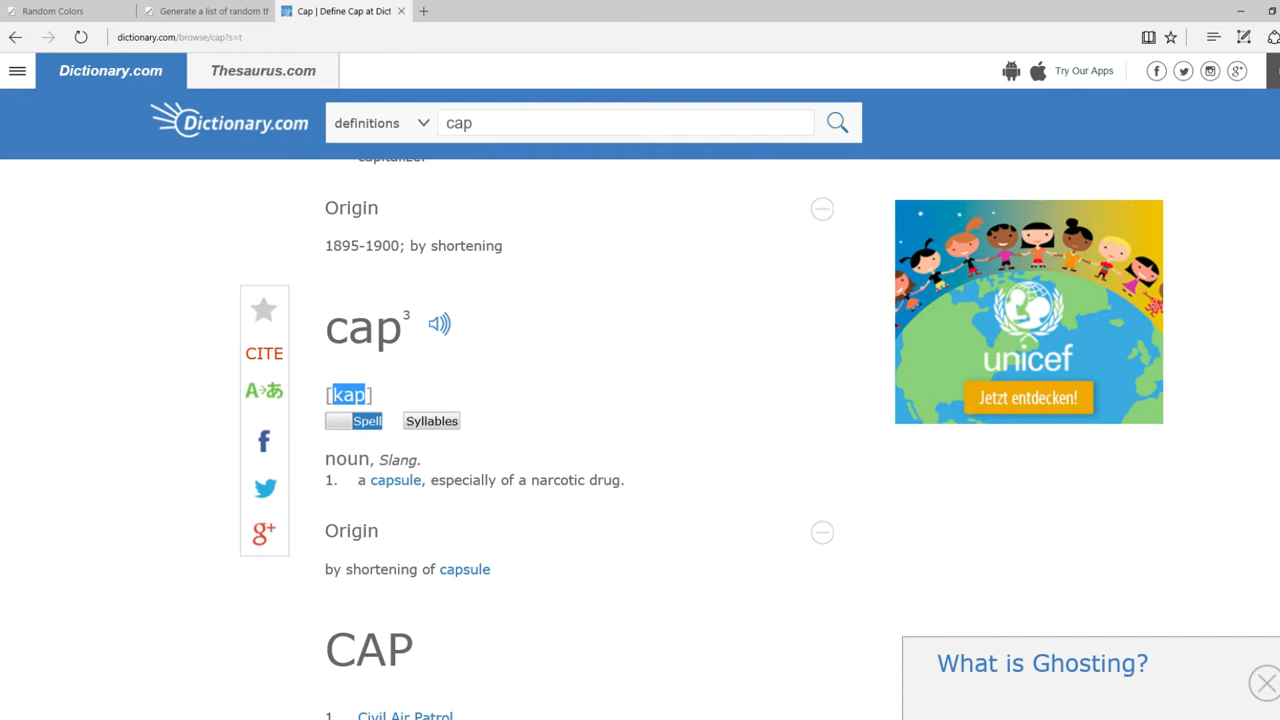 Random Colors
Generate a list of random th
Cap | Define Cap at Dict
dictionary.com/browse/cap?s=t
Dictionary.com
Thesaurus.com
Try Our Apps
Dictionary.com
definitions
cap
capitalize.
Origin
1895-1900; by shortening
cap3
CITE
A→あ
[kap]
Spell
Syllables
noun, Slang.
1. a capsule, especially of a narcotic drug.
Origin
by shortening of capsule
CAP
1. Civil Air Patrol
unicef
Jetzt entdecken!
What is Ghosting?